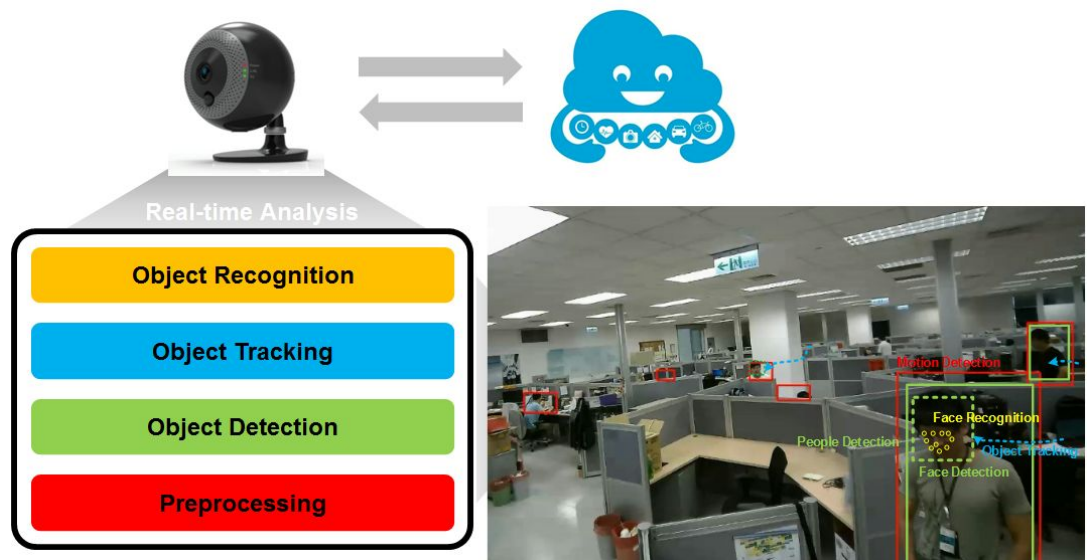 Real-time Analysis
Object Recognition
Object Tracking
Object Detection
Preprocessing
Motion Detection
Face Recognition
People Detection
Object Tracking
Face Detection